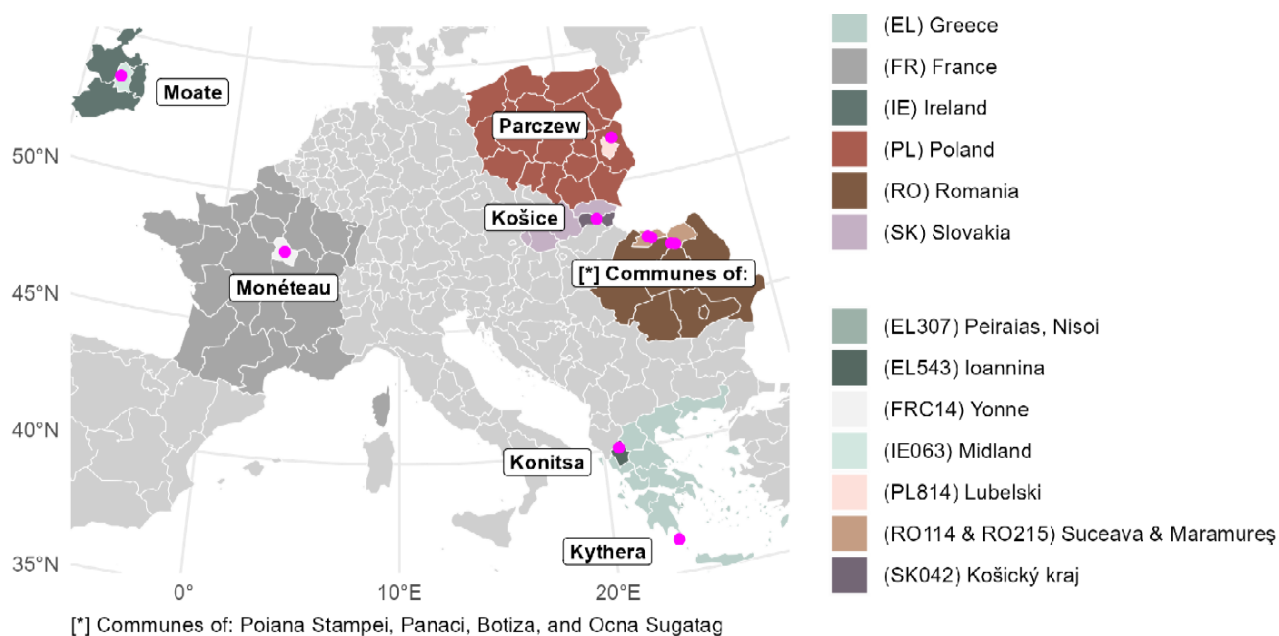 (EL) Greece
(FR) France
(IE) Ireland
(PL) Poland
(RO) Romania
(SK) Slovakia
(EL307) Peiraias, Nisoi
(EL543) Ioannina
(FRC14) Yonne
(IE063) Midland
(PL814) Lubelski
(RO114 & RO215) Suceava & Maramureş
(SK042) Košický kraj
Moate
Parczew
Košice
[*] Communes of:
Monéteau
Konitsa
Kythera
50°N
45°N
40°N
35°N
0°
10°E
20°E
[*] Communes of: Poiana Stampei, Panaci, Botiza, and Ocna Sugatag